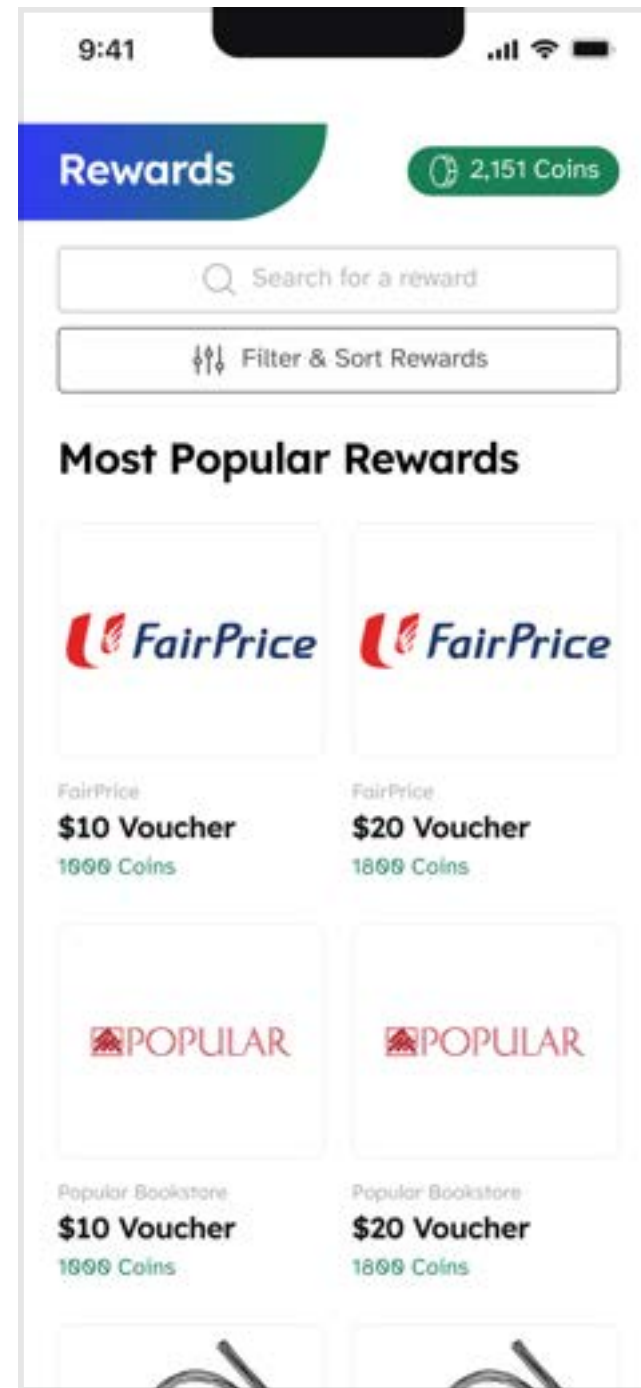 9:41
Rewards
2,151 Coins
Search for a reward
Filter & Sort Rewards
Most Popular Rewards
FairPrice FairPrice
FairPrice FairPrice
$10 Voucher $20 Voucher
1000 Coins 1800 Coins
POPULAR POPULAR
Popular Bookstore Popular Bookstore
$10 Voucher $20 Voucher
1000 Coins 1800 Coins